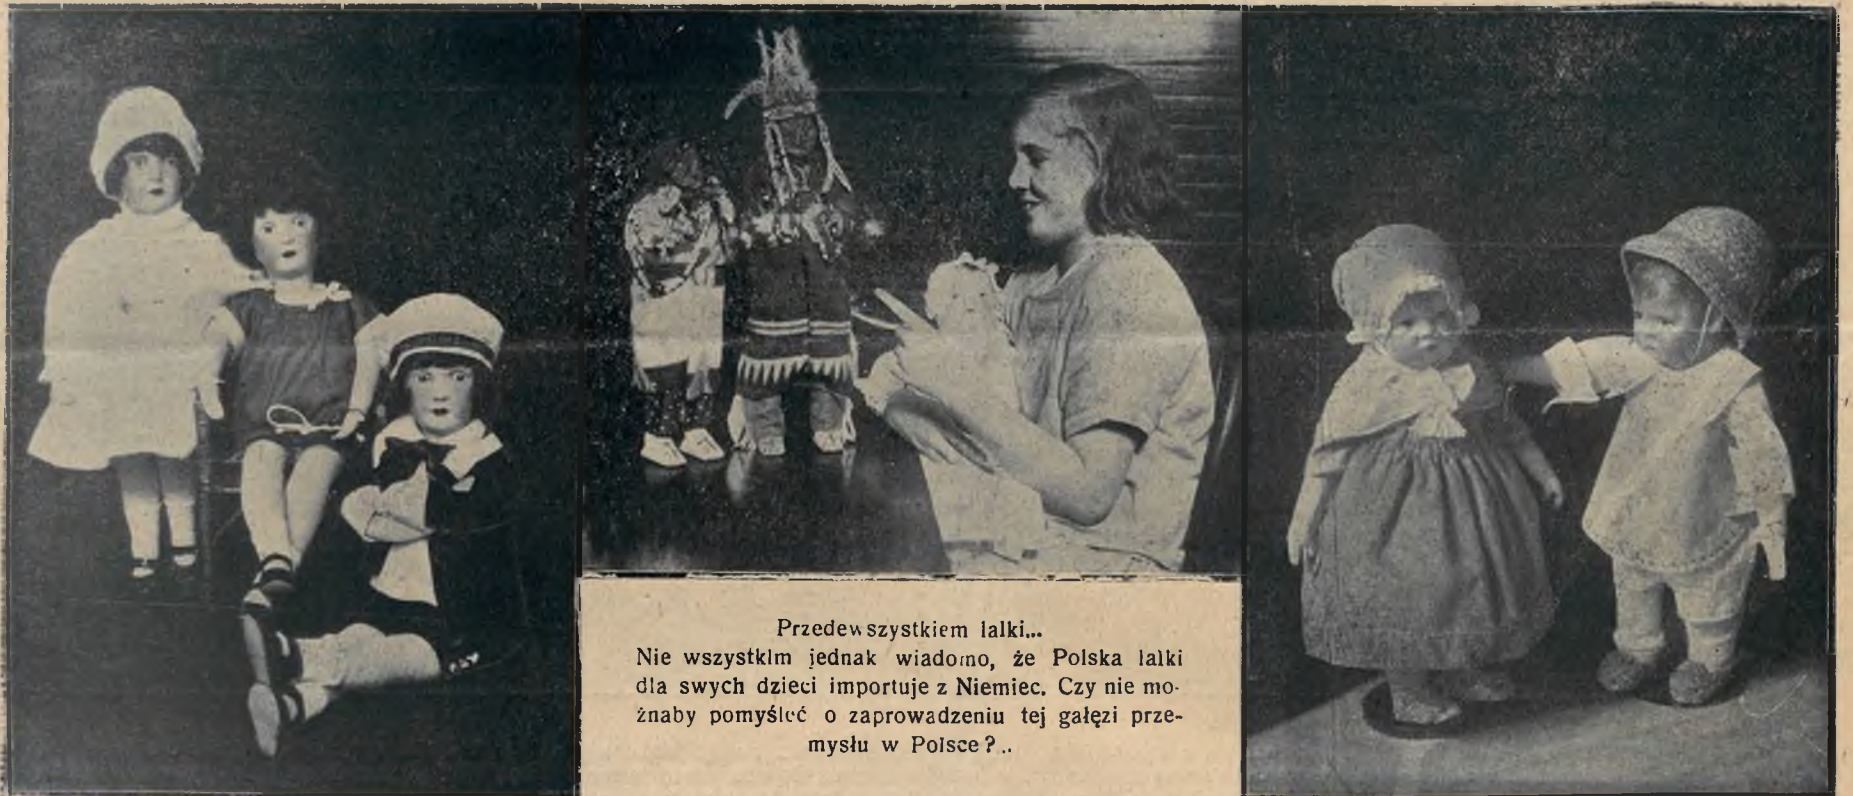 Przedewszystkiem lalki...
Nie wszystkim jednak wiadomo, że Polska lalki
dla swych dzieci importuje z Niemiec. Czy nie mo-
żnaby pomyśleć o zaprowadzeniu tej gałęzi prze-
mysłu w Polsce?..